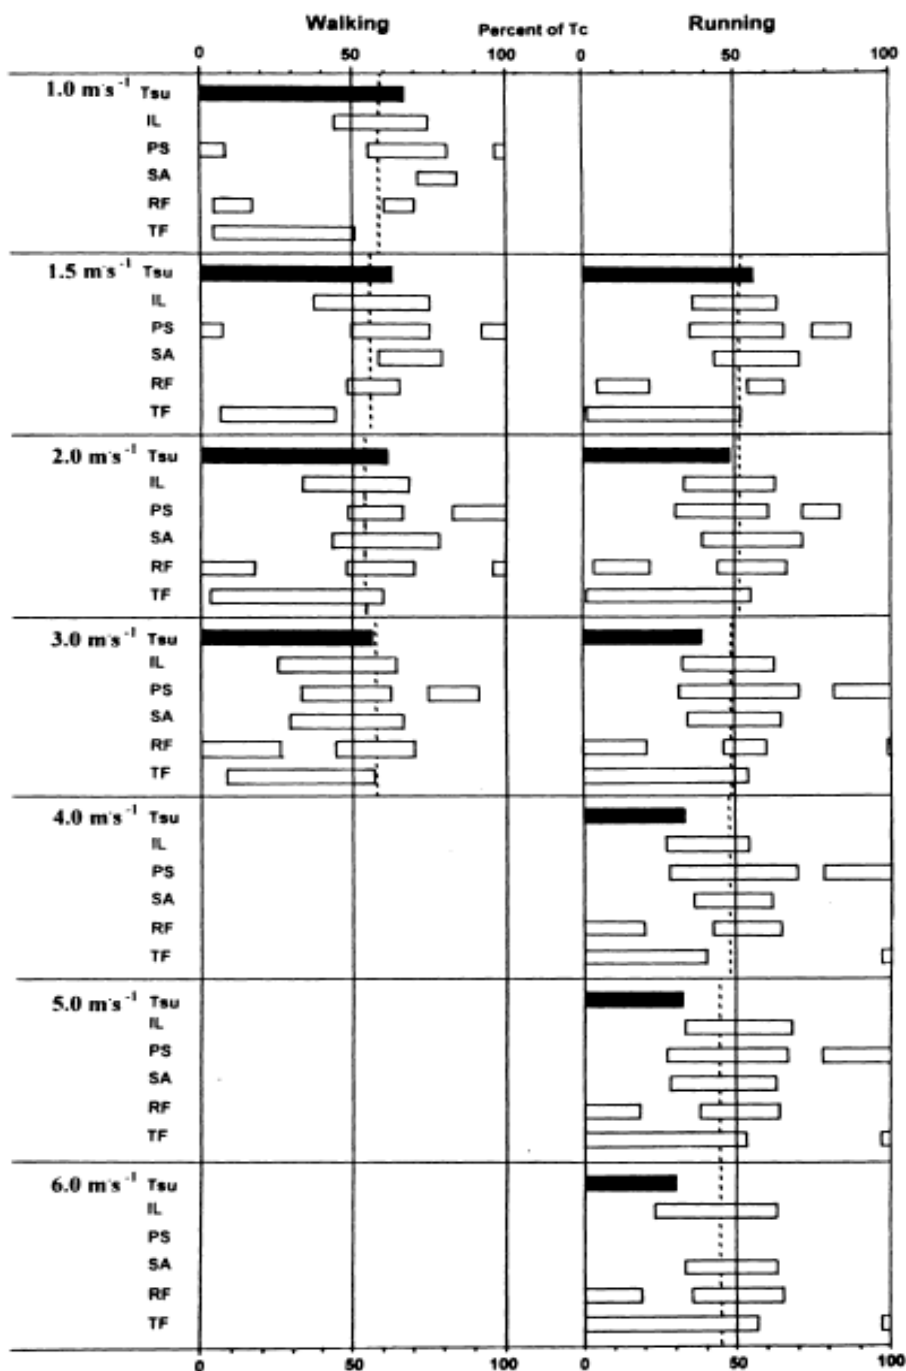 Walking Percent of Tc Running
0 50 100 0 50 100
1.0 m·s⁻¹ Tsu
IL
PS
SA
RF
TF
1.5 m·s⁻¹ Tsu
IL
PS
SA
RF
TF
2.0 m·s⁻¹ Tsu
IL
PS
SA
RF
TF
3.0 m·s⁻¹ Tsu
IL
PS
SA
RF
TF
4.0 m·s⁻¹ Tsu
IL
PS
SA
RF
TF
5.0 m·s⁻¹ Tsu
IL
PS
SA
RF
TF
6.0 m·s⁻¹ Tsu
IL
PS
SA
RF
TF
0 50 100 0 50 100